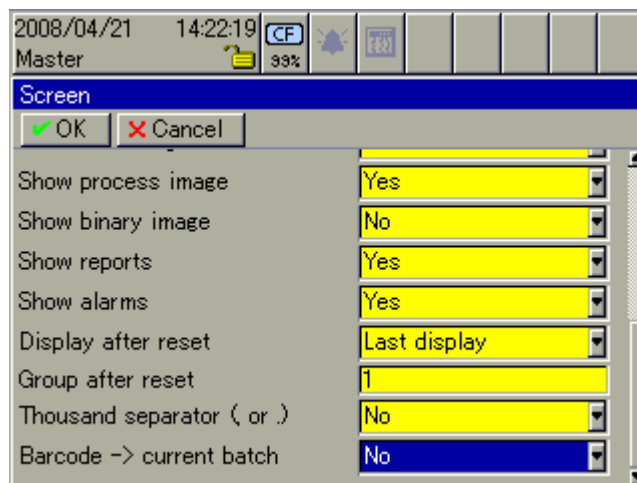 2008/04/21 14:22:19 CF
Master 99%
Screen
OK Cancel
Show process image Yes
Show binary image No
Show reports Yes
Show alarms Yes
Display after reset Last display
Group after reset 1
Thousand separator (, or .) No
Barcode -> current batch No